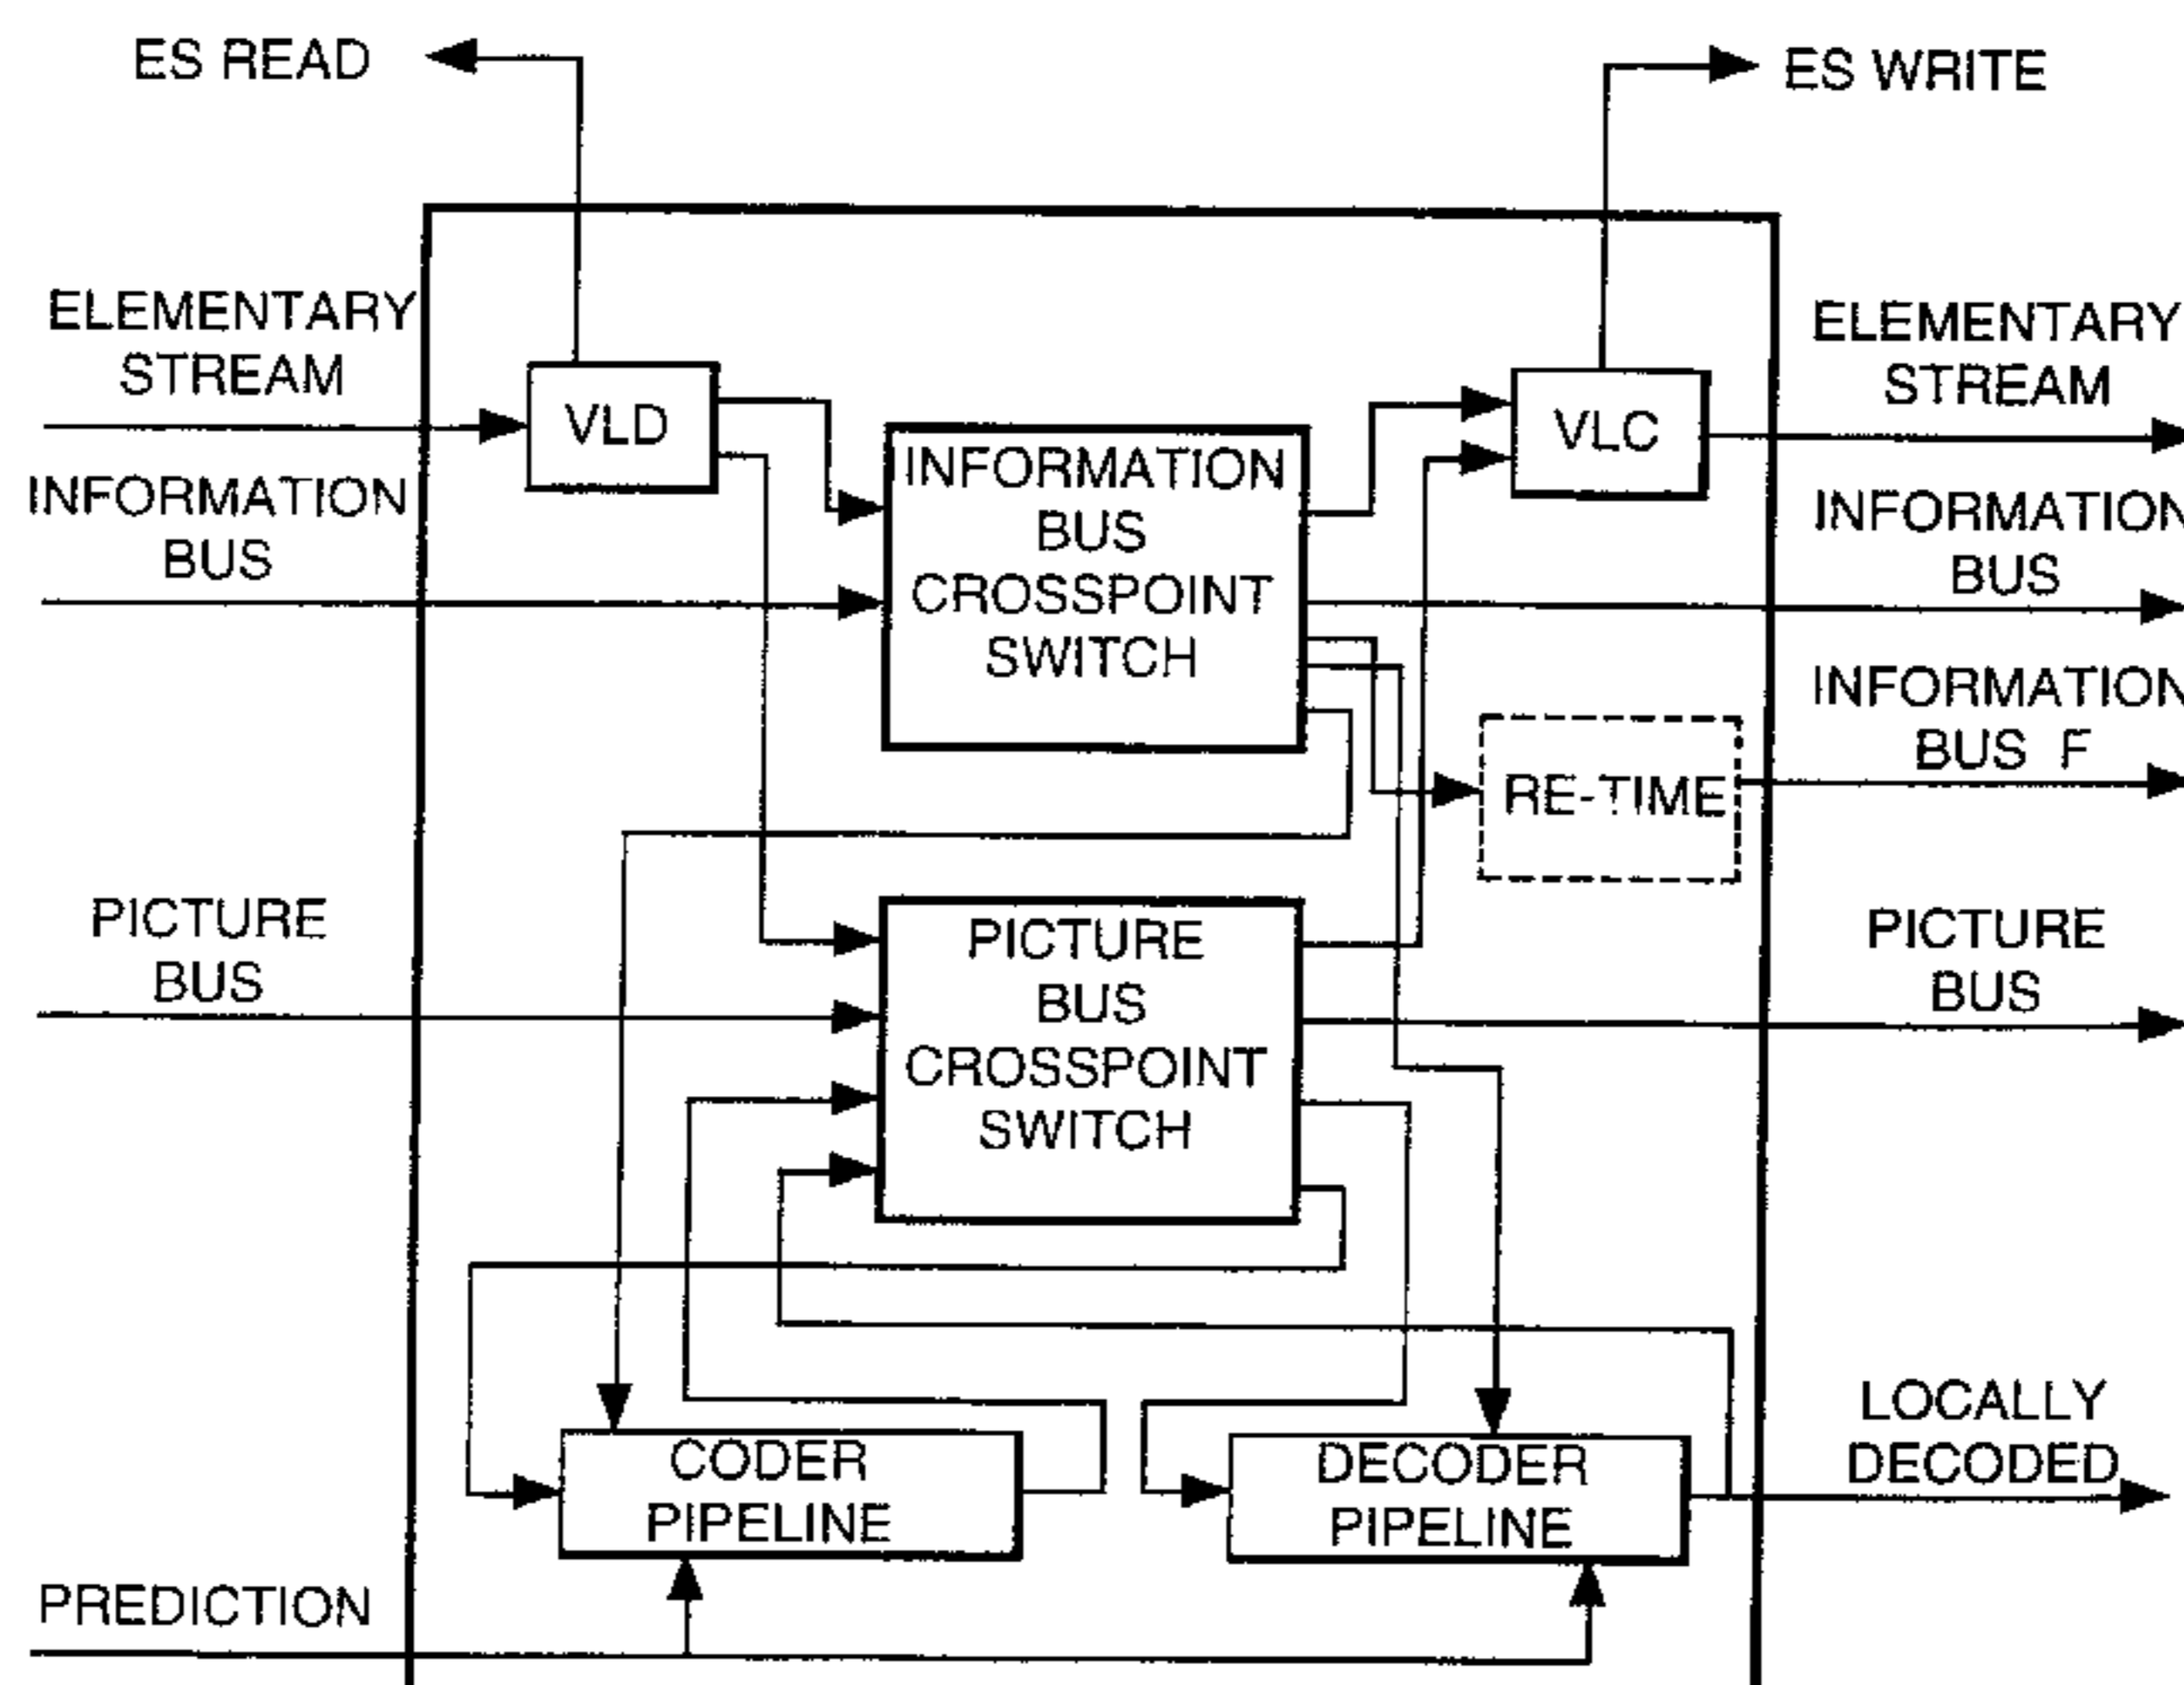 ES READ
ES WRITE
ELEMENTARY
STREAM
VLD
VLC
ELEMENTARY
STREAM
INFORMATION
BUS
INFORMATION
BUS
CROSSPOINT
SWITCH
INFORMATION
BUS
INFORMATION
BUS F
RE-TIME
PICTURE
BUS
PICTURE
BUS
CROSSPOINT
SWITCH
PICTURE
BUS
CODER
PIPELINE
DECODER
PIPELINE
LOCALLY
DECODED
PREDICTION